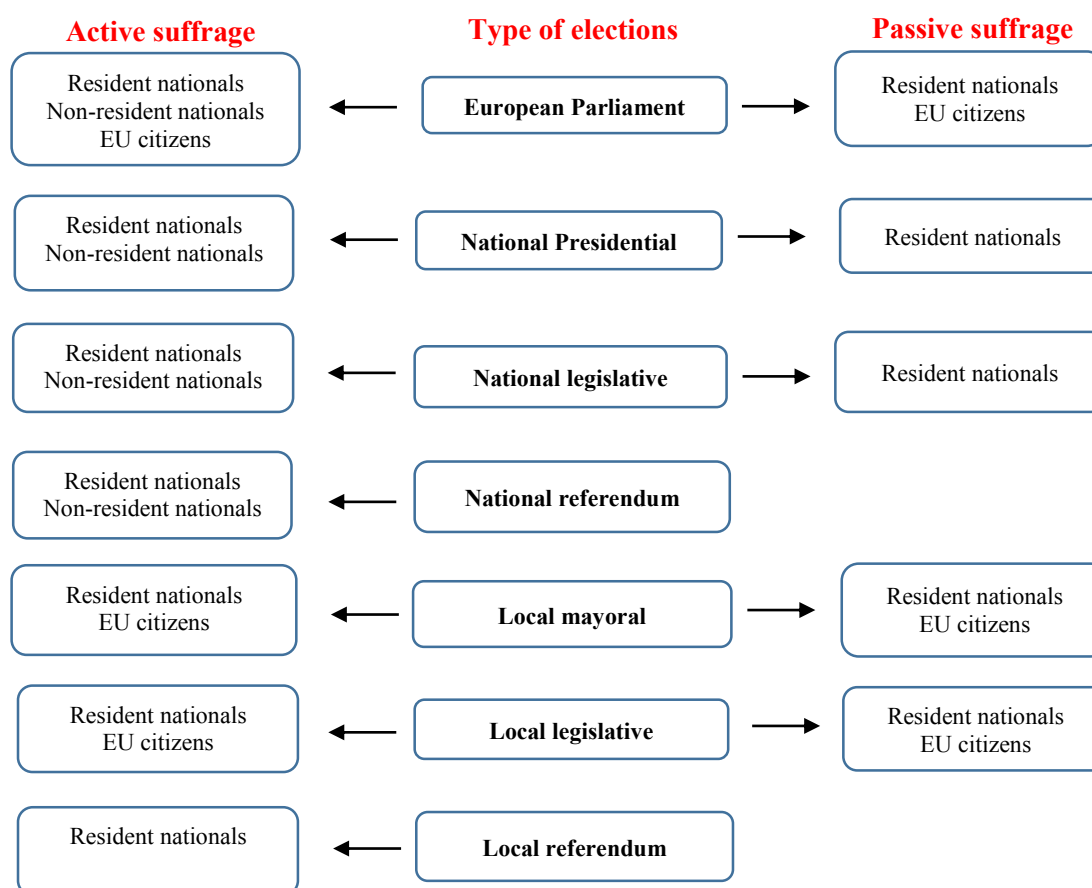 Active suffrage
Type of elections
Passive suffrage
Resident nationals
Non-resident nationals
EU citizens
European Parliament
Resident nationals
EU citizens
Resident nationals
Non-resident nationals
National Presidential
Resident nationals
Resident nationals
Non-resident nationals
National legislative
Resident nationals
Resident nationals
Non-resident nationals
National referendum
Resident nationals
EU citizens
Local mayoral
Resident nationals
EU citizens
Resident nationals
EU citizens
Local legislative
Resident nationals
EU citizens
Resident nationals
Local referendum